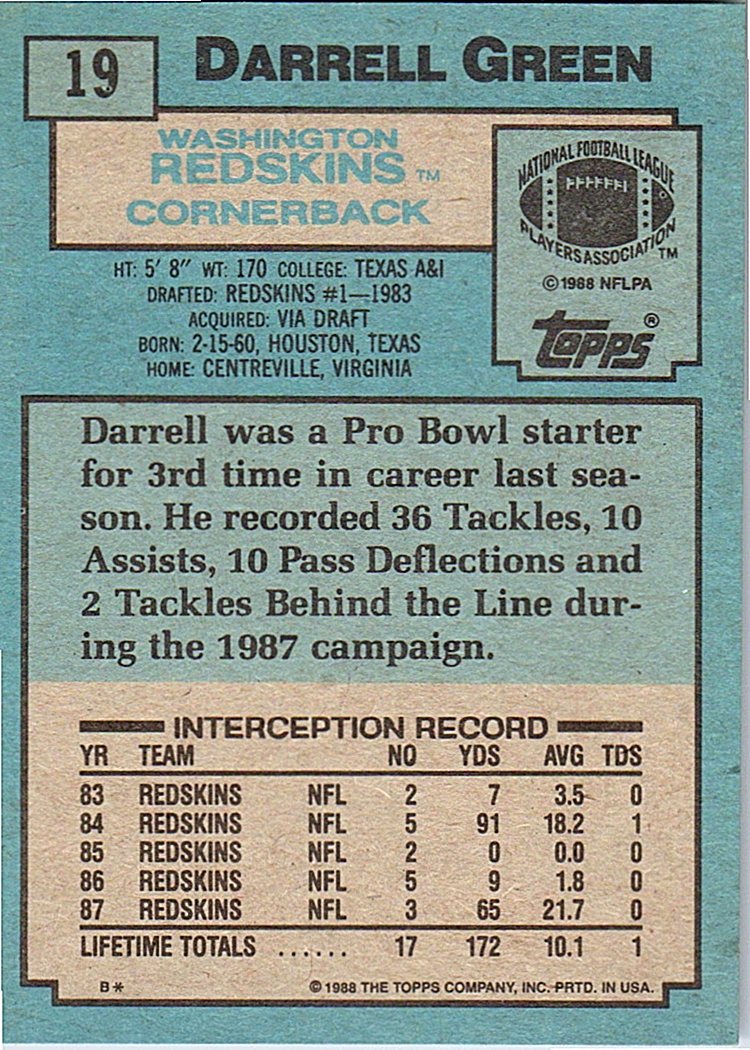 19
DARRELL GREEN
WASHINGTON
REDSKINS TM
CORNERBACK
NATIONAL FOOTBALL LEAGUE
PLAYERS ASSOCIATION TM
© 1988 NFLPA
topps ®
HT: 5' 8" WT: 170 COLLEGE: TEXAS A&I
DRAFTED: REDSKINS #1—1983
ACQUIRED: VIA DRAFT
BORN: 2-15-60, HOUSTON, TEXAS
HOME: CENTREVILLE, VIRGINIA
Darrell was a Pro Bowl starter
for 3rd time in career last sea-
son. He recorded 36 Tackles, 10
Assists, 10 Pass Deflections and
2 Tackles Behind the Line dur-
ing the 1987 campaign.
INTERCEPTION RECORD
YR TEAM NO YDS AVG TDS
83 REDSKINS NFL 2 7 3.5 0
84 REDSKINS NFL 5 91 18.2 1
85 REDSKINS NFL 2 0 0.0 0
86 REDSKINS NFL 5 9 1.8 0
87 REDSKINS NFL 3 65 21.7 0
LIFETIME TOTALS ...... 17 172 10.1 1
B* © 1988 THE TOPPS COMPANY, INC. PRTD. IN USA.